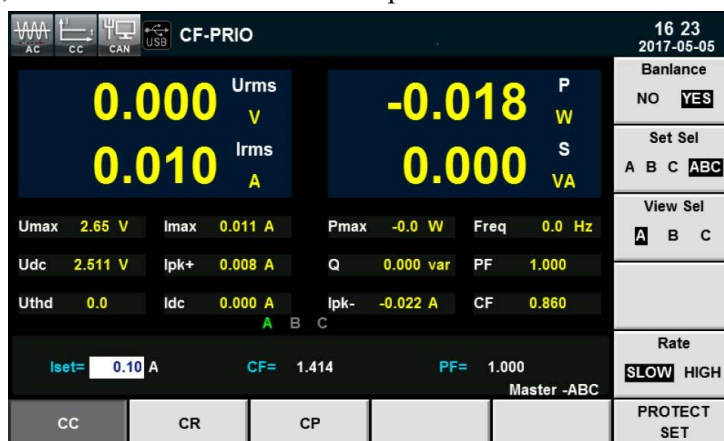 AC CC CAN USB CF-PRIO 16 23
2017-05-05
0.000 Urms V -0.018 P W
0.010 Irms A 0.000 S VA
Umax 2.65 V Imax 0.011 A Pmax -0.0 W Freq 0.0 Hz
Udc 2.511 V Ipk+ 0.008 A Q 0.000 var PF 1.000
Uthd 0.0 Idc 0.000 A Ipk- -0.022 A CF 0.860
A B C
Iset= 0.10 A CF= 1.414 PF= 1.000
Master -ABC
CC CR CP
Banlance
NO YES
Set Sel
A B C ABC
View Sel
A B C
Rate
SLOW HIGH
PROTECT
SET